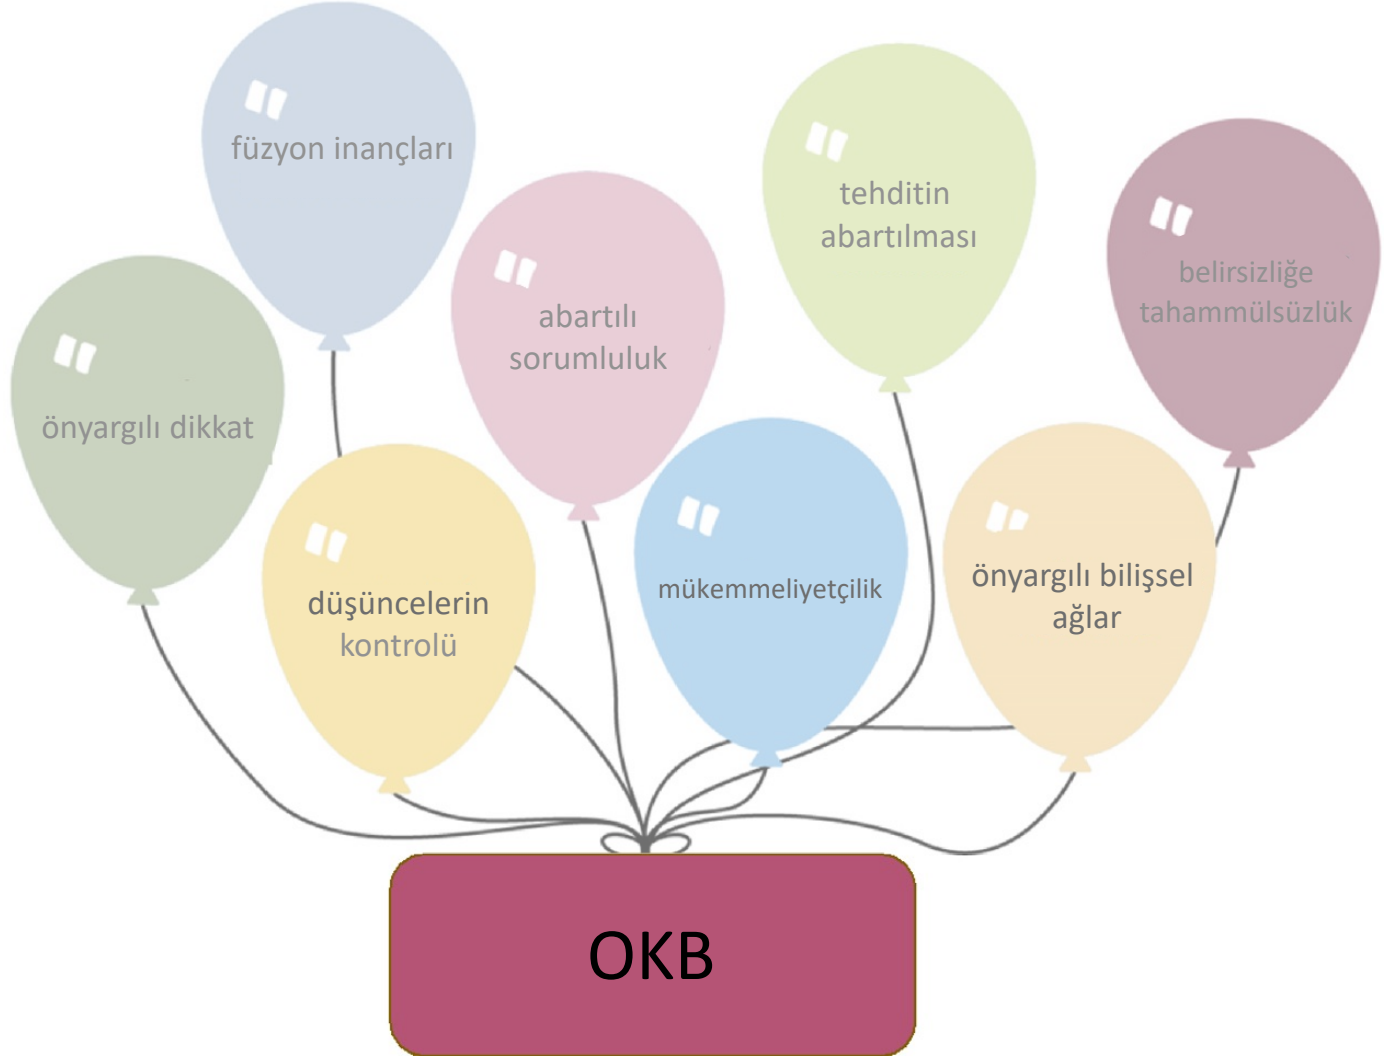 füzyon inançları
tehditin
abartılması
belirsizliğe
tahammülsüzlük
abartılı
sorumluluk
önyargılı dikkat
düşüncelerin
kontrolü
mükemmeliyetçilik
önyargılı bilişsel
ağlar
OKB